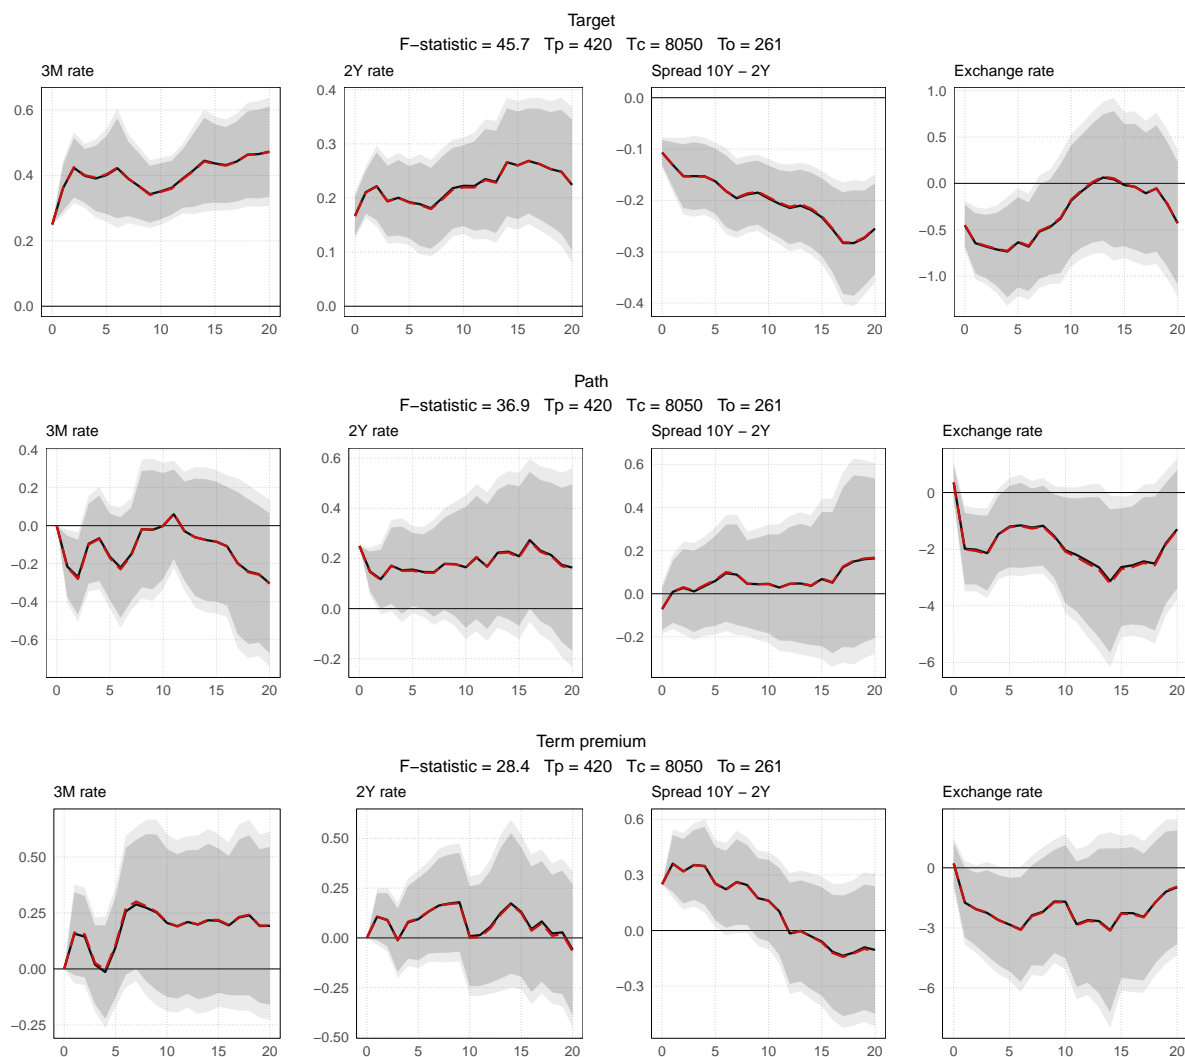 Target
F−statistic = 45.7 Tp = 420 Tc = 8050 To = 261
3M rate
2Y rate
Spread 10Y − 2Y
Exchange rate
0.6
0.4
0.2
0.0
0 5 10 15 20
0.4
0.3
0.2
0.1
0.0
0 5 10 15 20
0.0
−0.1
−0.2
−0.3
−0.4
0 5 10 15 20
1.0
0.5
0.0
−0.5
−1.0
0 5 10 15 20
Path
F−statistic = 36.9 Tp = 420 Tc = 8050 To = 261
3M rate
2Y rate
Spread 10Y − 2Y
Exchange rate
0.4
0.2
0.0
−0.2
−0.4
−0.6
0 5 10 15 20
0.6
0.4
0.2
0.0
−0.2
0 5 10 15 20
0.6
0.4
0.2
0.0
−0.2
0 5 10 15 20
0
−2
−4
−6
0 5 10 15 20
Term premium
F−statistic = 28.4 Tp = 420 Tc = 8050 To = 261
3M rate
2Y rate
Spread 10Y − 2Y
Exchange rate
0.50
0.25
0.00
−0.25
0 5 10 15 20
0.50
0.25
0.00
−0.25
−0.50
0 5 10 15 20
0.6
0.3
0.0
−0.3
0 5 10 15 20
0
−3
−6
0 5 10 15 20